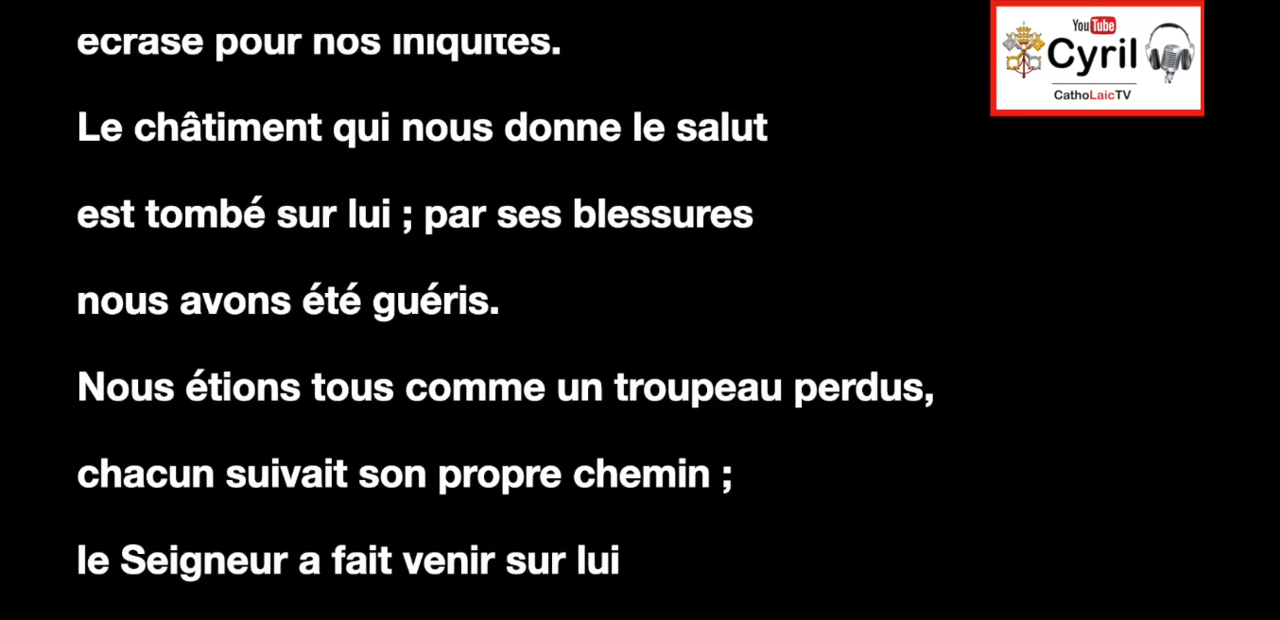 écrasé pour nos iniquités.
Le châtiment qui nous donne le salut
est tombé sur lui ; par ses blessures
nous avons été guéris.
Nous étions tous comme un troupeau perdus,
chacun suivait son propre chemin ;
le Seigneur a fait venir sur lui
YouTube
Cyril
CathoLaicTV